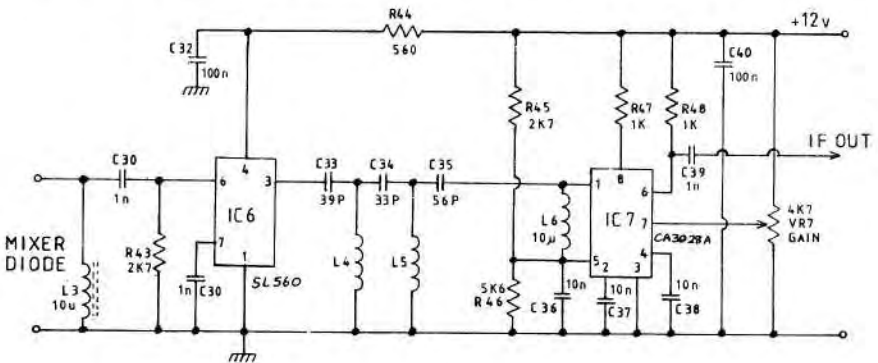 R44
560
+12v
C32
100n
C40
100n
R45
2K7
R47
1K
R48
1K
IF OUT
C39
1n
C30
1n
4
6
3
IC6
7
1
SL560
C33
39P
C34
33P
C35
56P
1
8
6
IC7
7
5
4
2
3
CA3028A
L6
10µ
4K7
VR7
GAIN
MIXER
DIODE
R43
2K7
1n
C30
L3
10u
L4
L5
5K6
R46
10n
C36
10n
C37
10n
C38